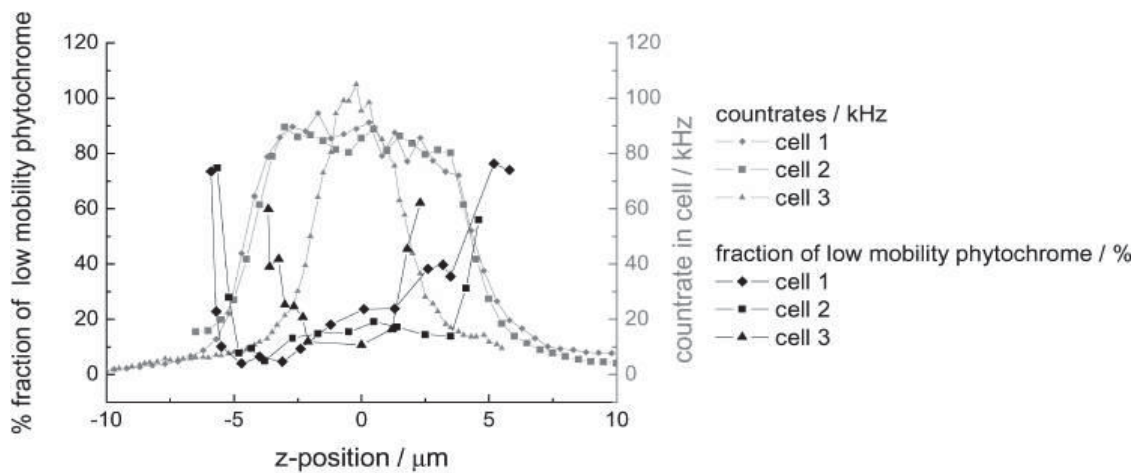 % fraction of low mobility phytochrome
120
100
80
60
40
20
0
-10
-5
0
5
10
z-position / μm
120
100
80
60
40
20
0
countrate in cell / kHz
countrates / kHz
cell 1
cell 2
cell 3
fraction of low mobility phytochrome / %
cell 1
cell 2
cell 3